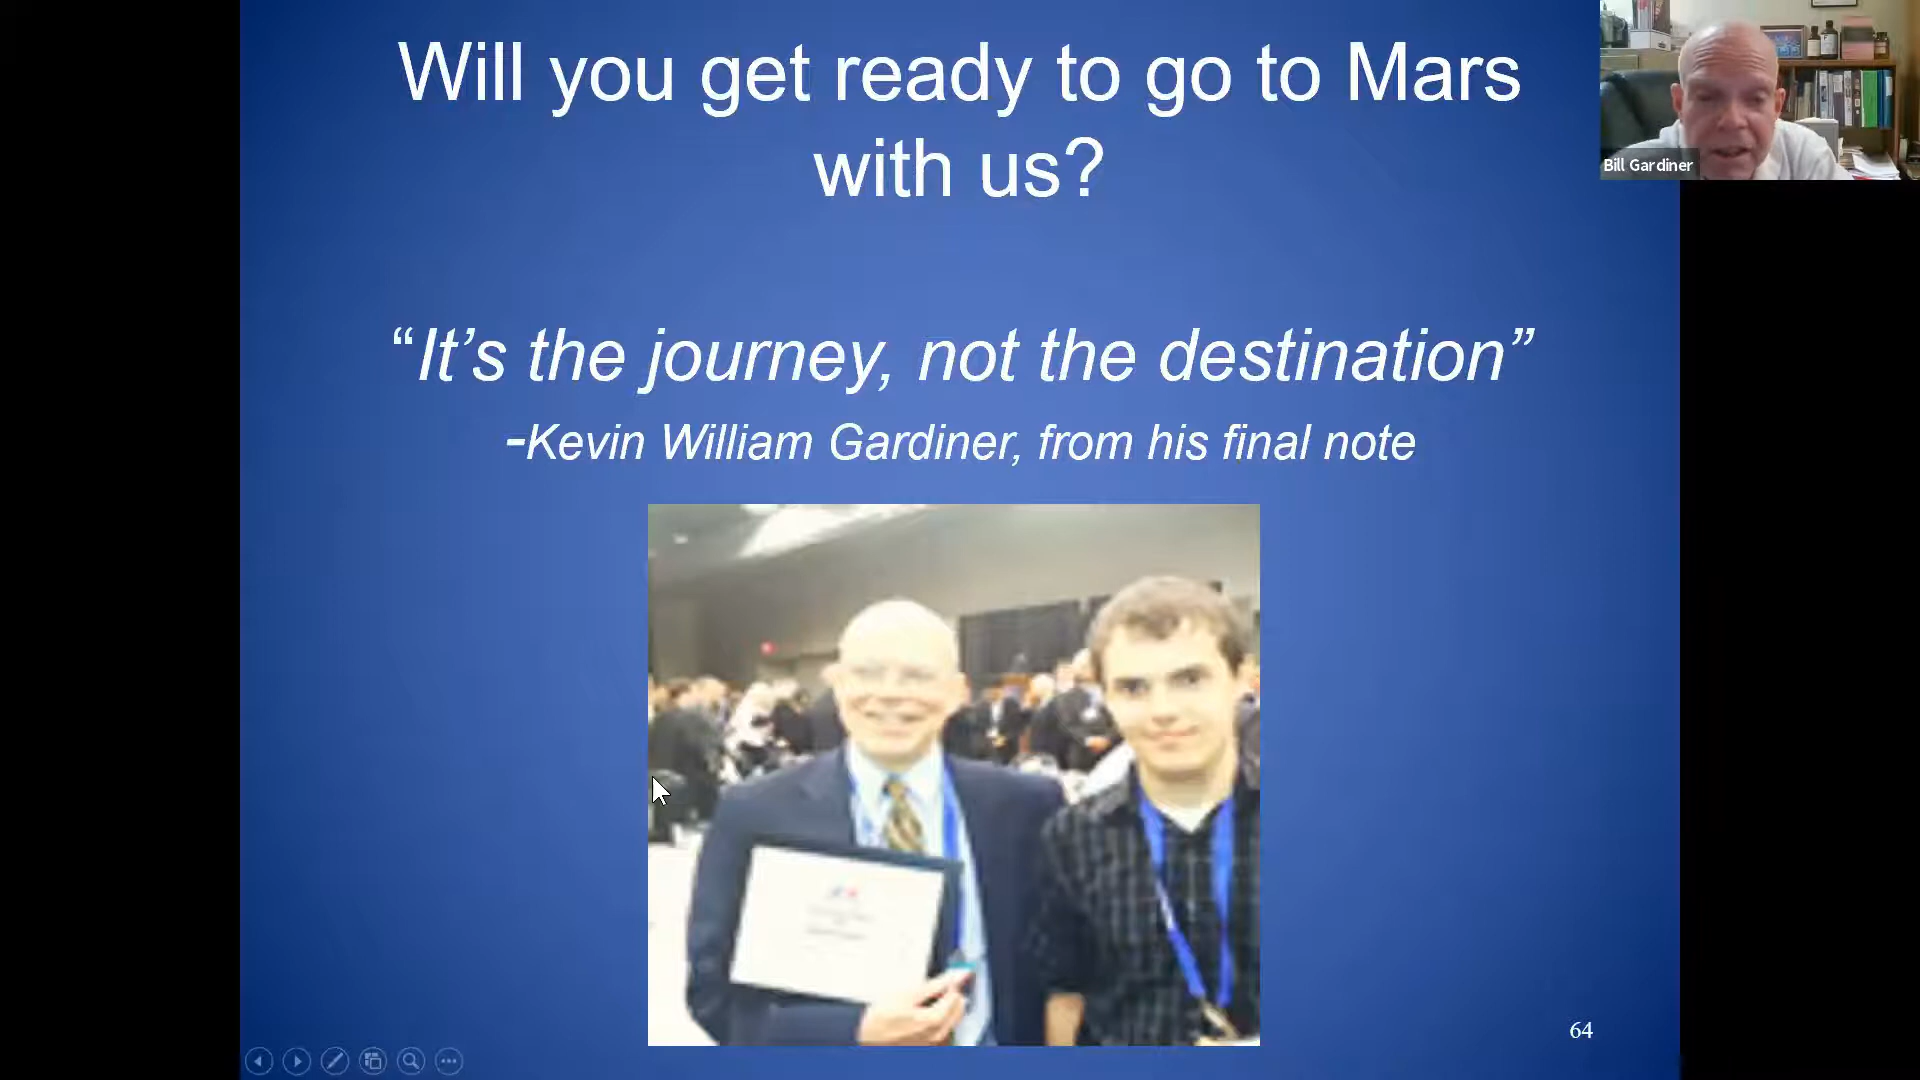 Will you get ready to go to Mars
with us?
“It’s the journey, not the destination”
-Kevin William Gardiner, from his final note
Bill Gardiner
64